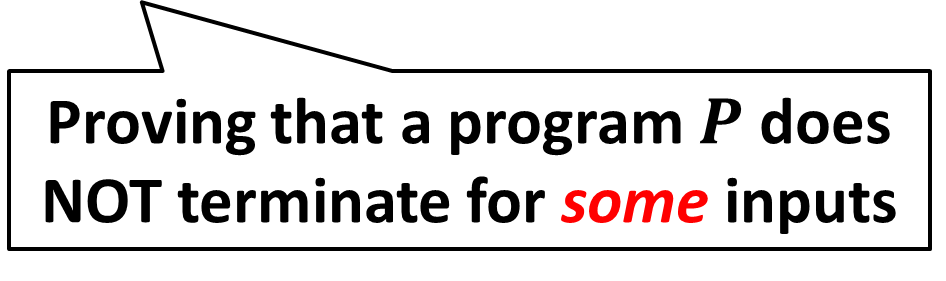 Proving that a program P does
NOT terminate for some inputs